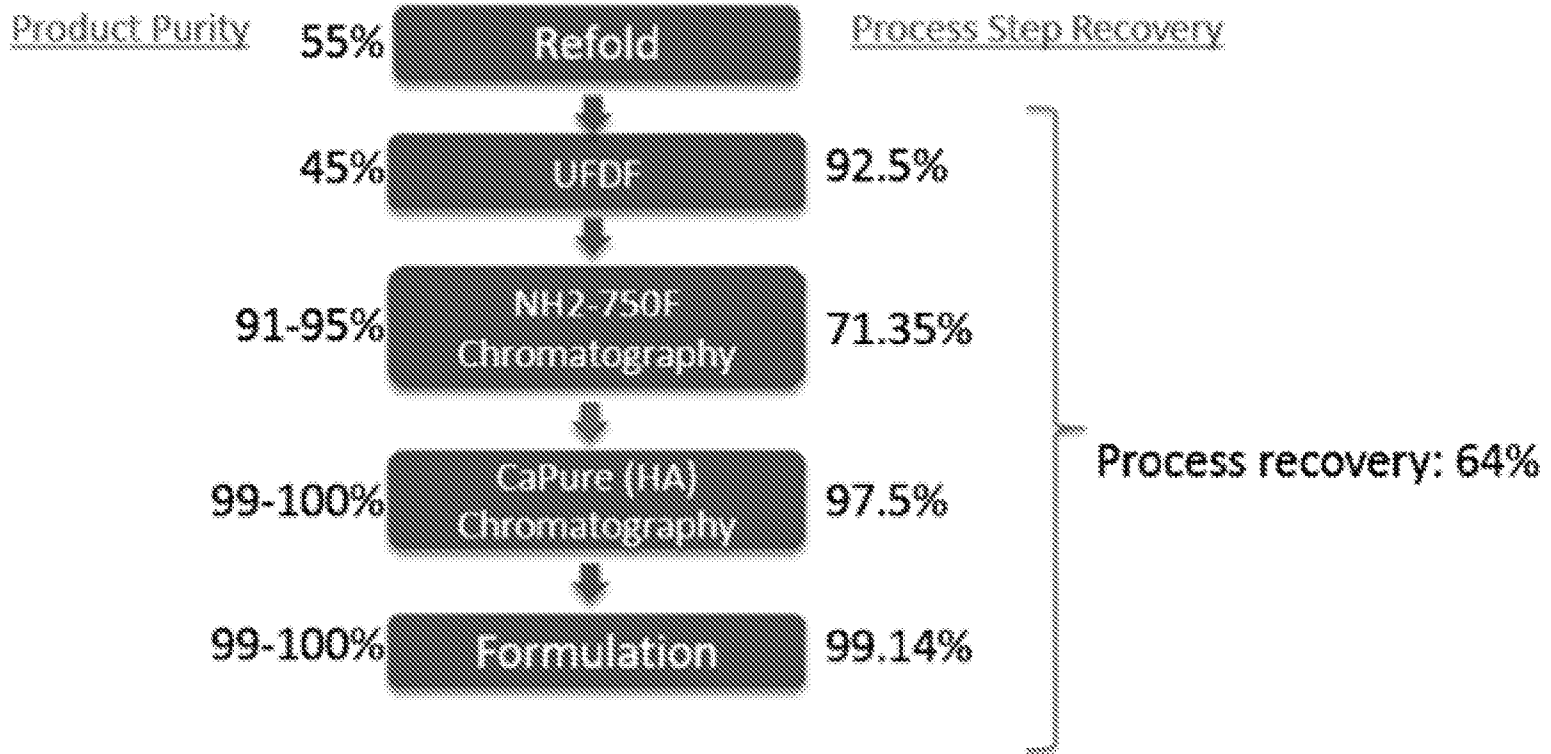 Product Purity
Process Step Recovery
55%
Refold
45%
UFDF
92.5%
91-95%
NH2-750F
Chromatography
71.35%
99-100%
CaPure (HA)
Chromatography
97.5%
99-100%
Formulation
99.14%
Process recovery: 64%